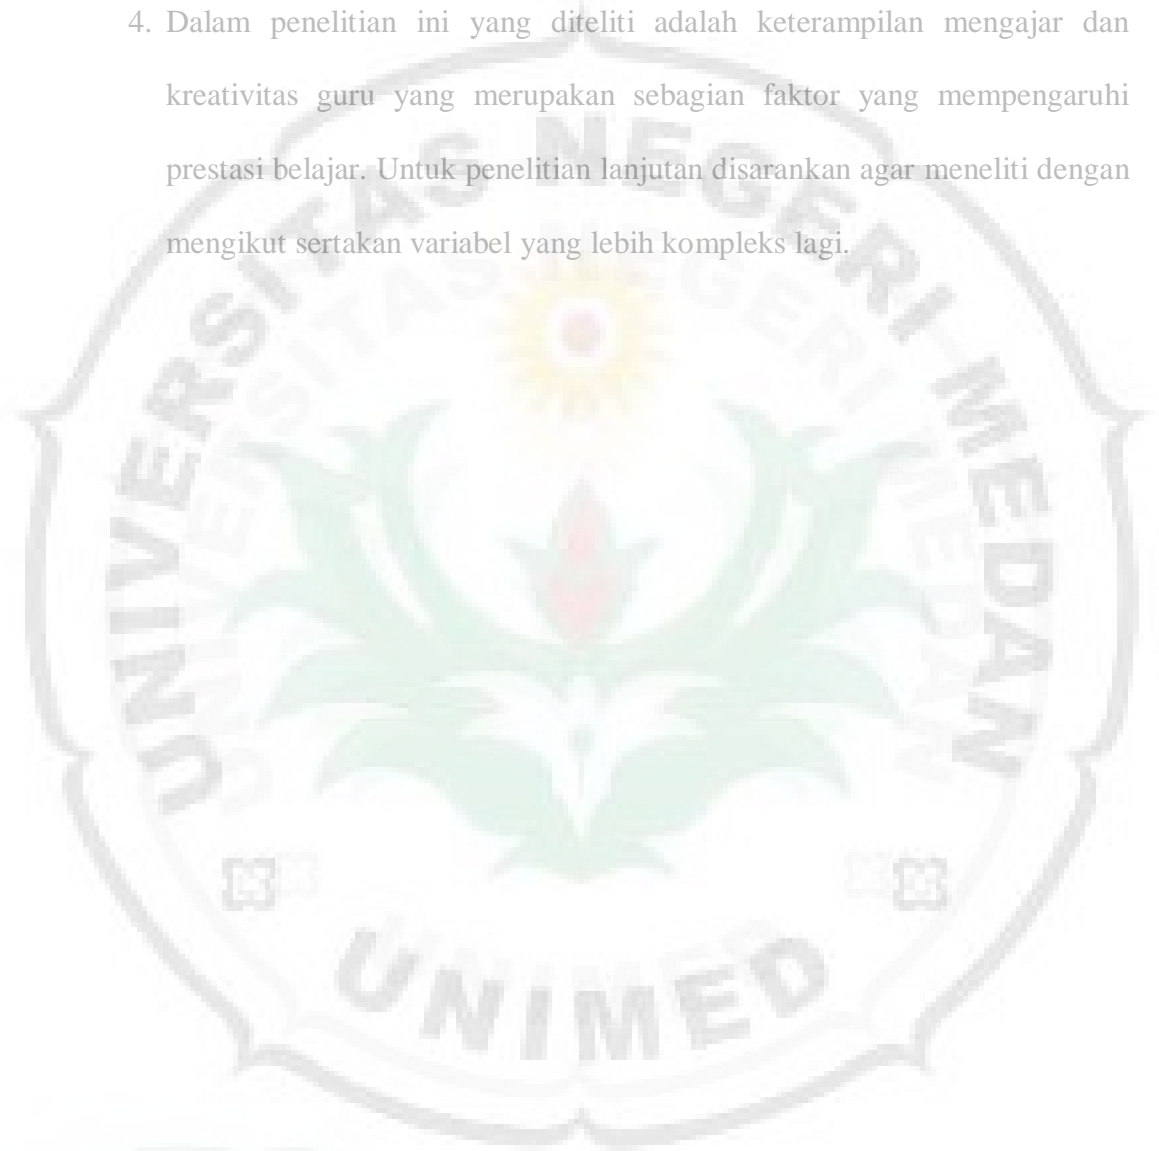 4. Dalam penelitian ini yang diteliti adalah keterampilan mengajar dan
kreativitas guru yang merupakan sebagian faktor yang mempengaruhi
prestasi belajar. Untuk penelitian lanjutan disarankan agar meneliti dengan
mengikut sertakan variabel yang lebih kompleks lagi.
UNIVERSITAS NEGERI MEDAN
UNIMED